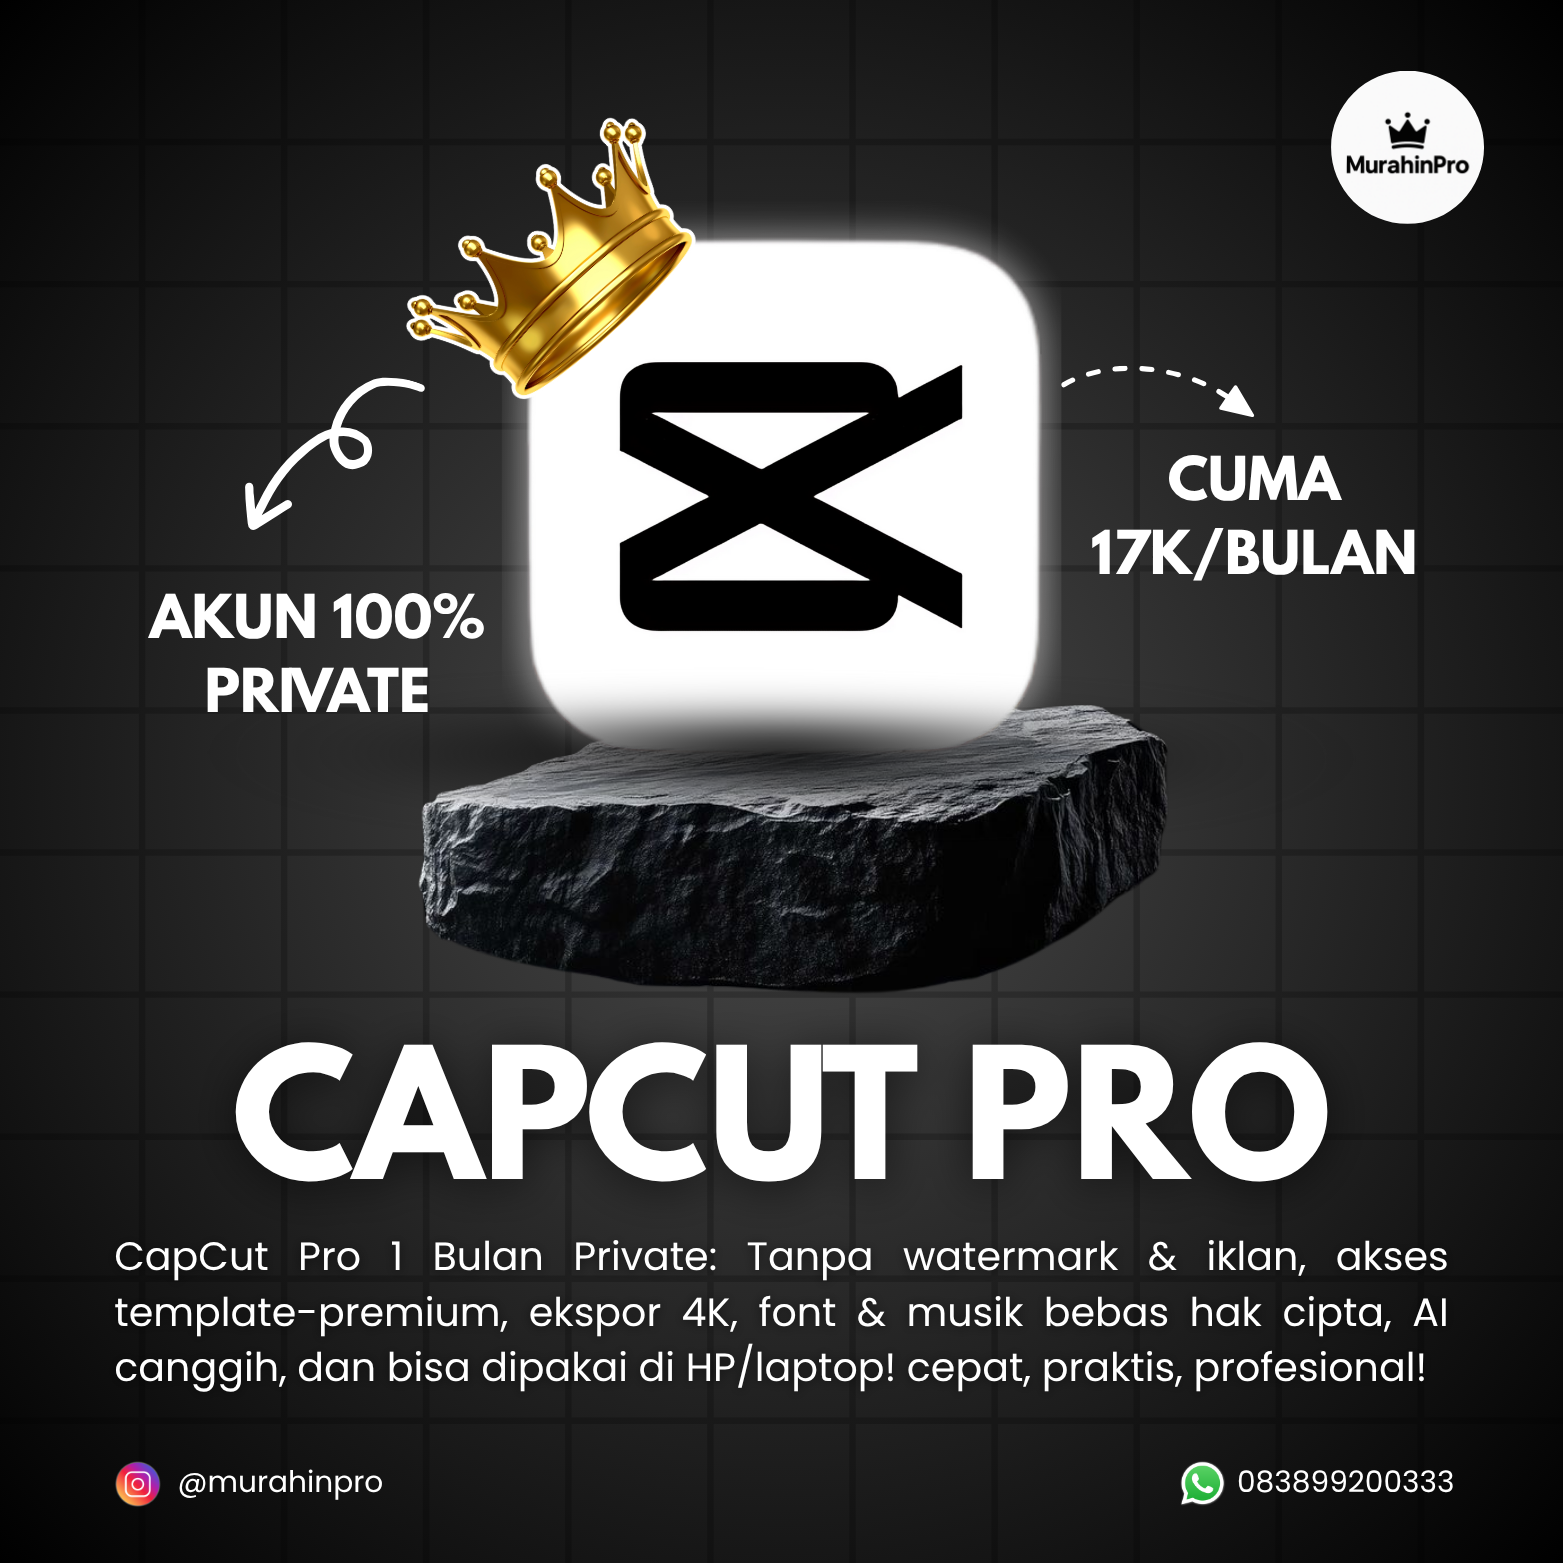 MurahinPro
CUMA
17K/BULAN
AKUN 100%
PRIVATE
CAPCUT PRO
CapCut Pro 1 Bulan Private: Tanpa watermark & iklan, akses
template-premium, ekspor 4K, font & musik bebas hak cipta, AI
canggih, dan bisa dipakai di HP/laptop! cepat, praktis, profesional!
@murahinpro
083899200333